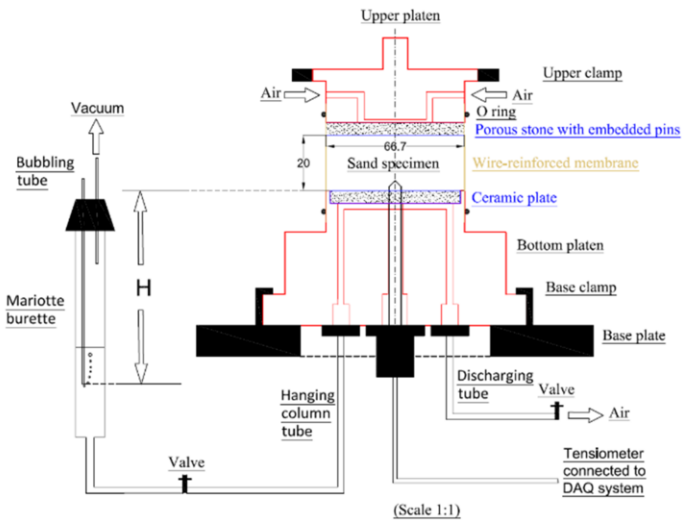 Upper platen
Upper clamp
Air
Air
O ring
Porous stone with embedded pins
66.7
20
Sand specimen
Wire-reinforced membrane
Ceramic plate
Vacuum
Bubbling
tube
H
Mariotte
burette
Bottom platen
Base clamp
Base plate
Hanging
column
tube
Discharging
tube
Valve
Air
Valve
Tensiometer
connected to
DAQ system
(Scale 1:1)